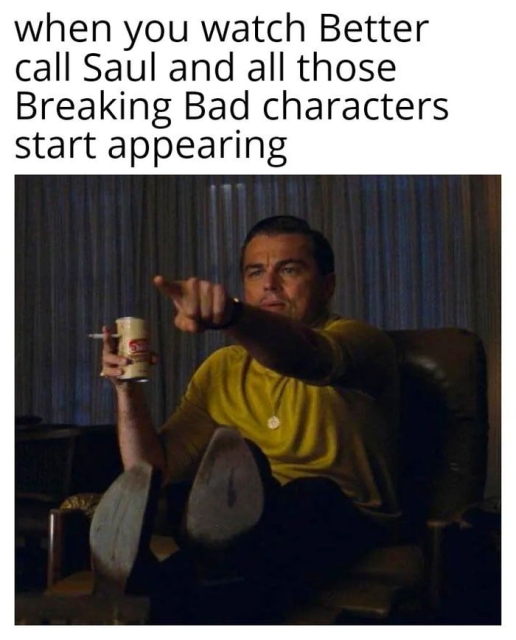 when you watch Better
call Saul and all those
Breaking Bad characters
start appearing